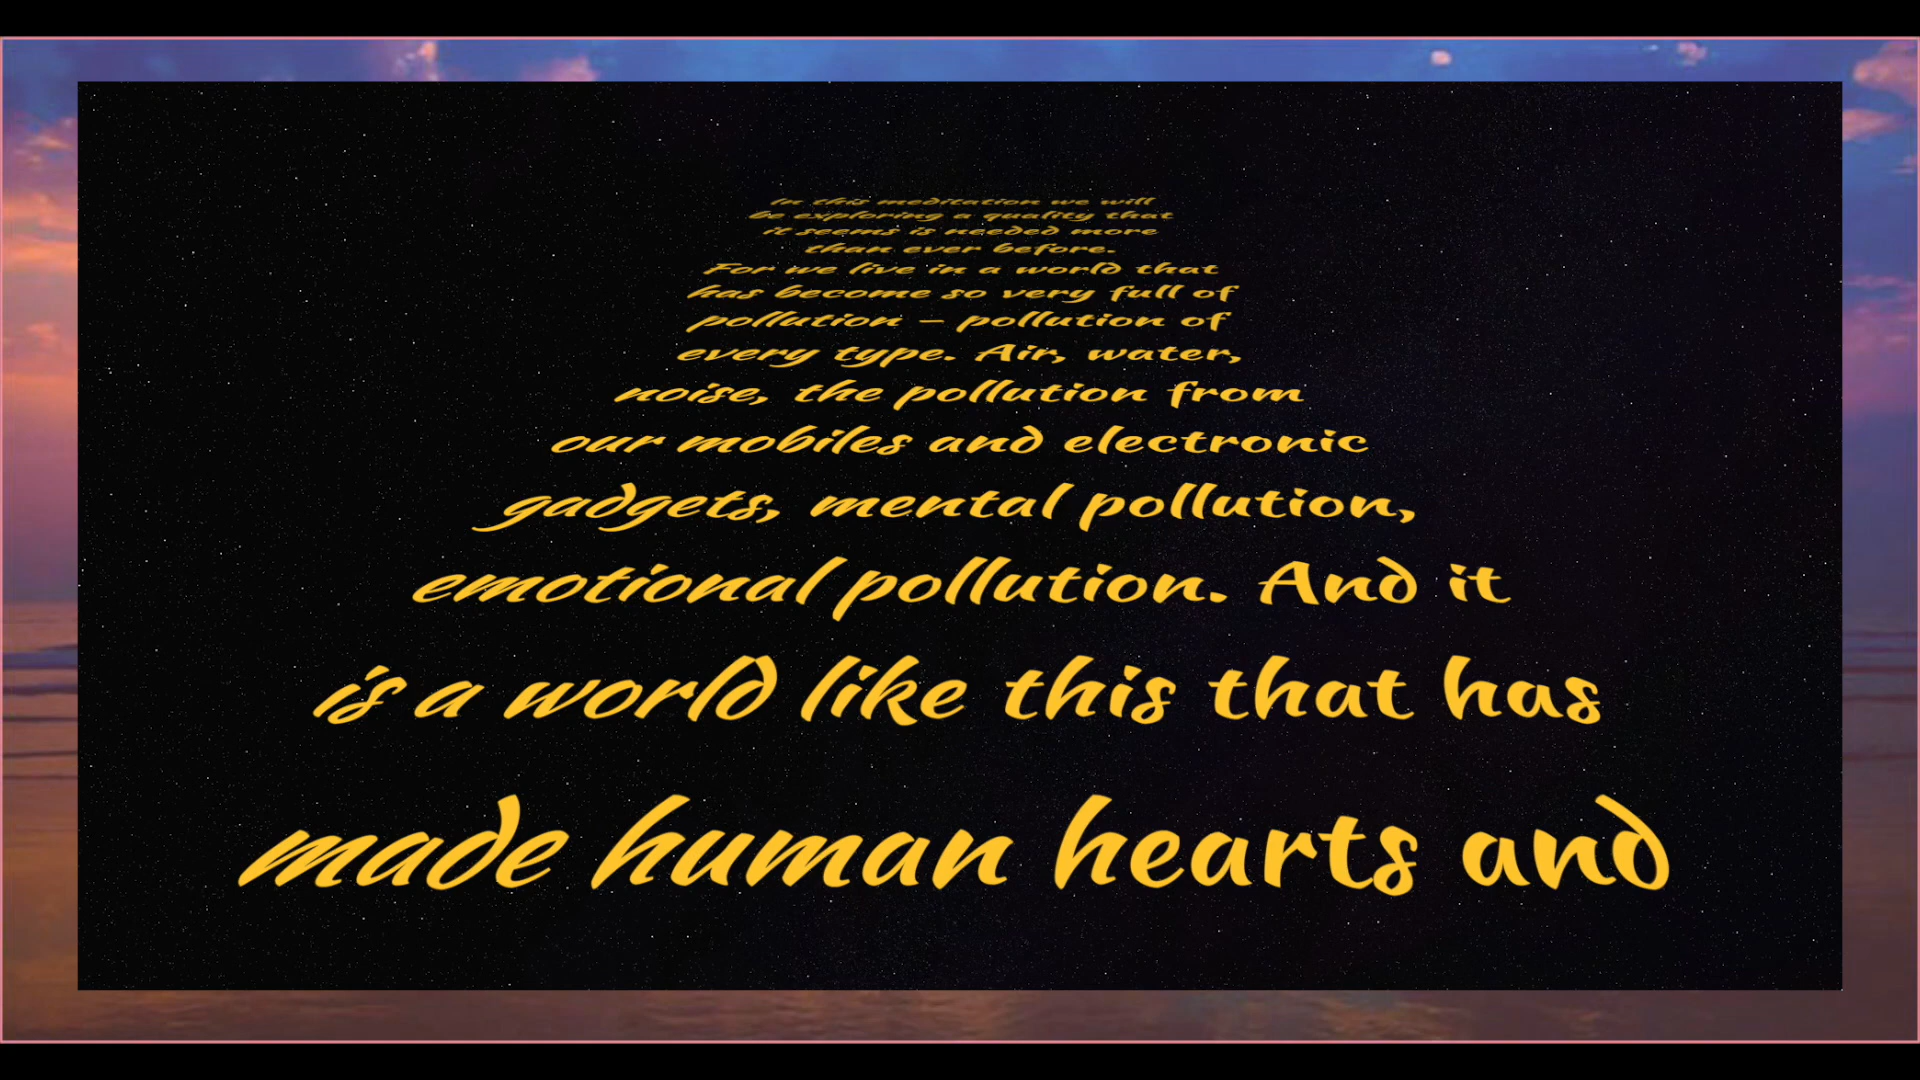 In this meditation we will
be exploring a quality that
it seems is needed more
than ever before.
For we live in a world that
has become so very full of
pollution – pollution of
every type. Air, water,
noise, the pollution from
our mobiles and electronic
gadgets, mental pollution,
emotional pollution. And it
is a world like this that has
made human hearts and